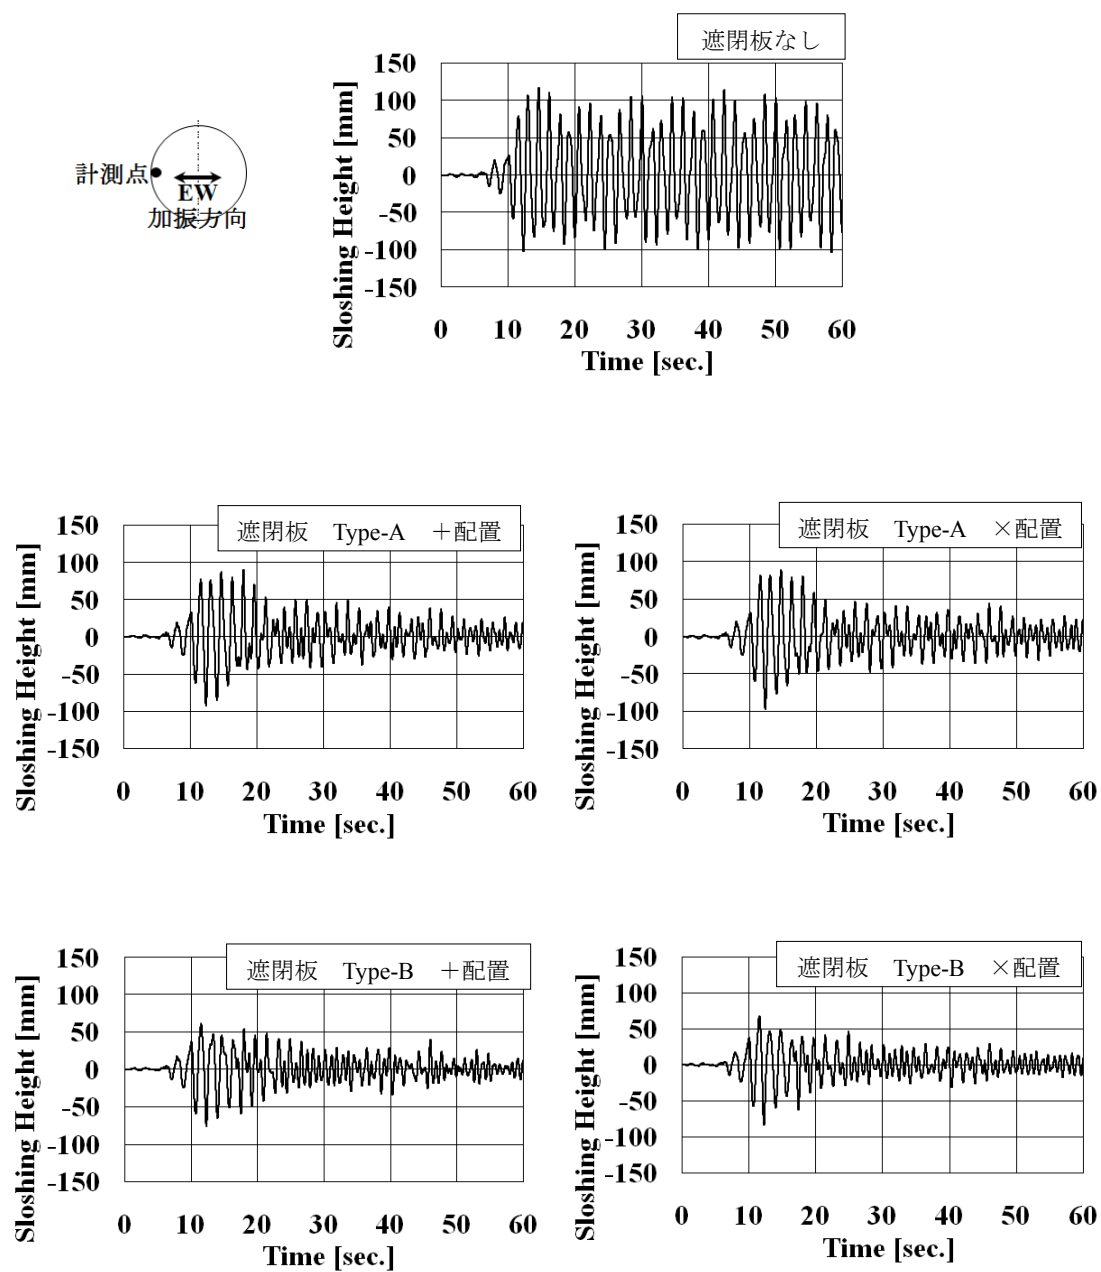 遮閉板なし
計測点
EW
加振方向
Sloshing Height [mm]
150
100
50
0
-50
-100
-150
0 10 20 30 40 50 60
Time [sec.]
遮閉板 Type-A ＋配置
Sloshing Height [mm]
150
100
50
0
-50
-100
-150
0 10 20 30 40 50 60
Time [sec.]
遮閉板 Type-A ×配置
Sloshing Height [mm]
150
100
50
0
-50
-100
-150
0 10 20 30 40 50 60
Time [sec.]
遮閉板 Type-B ＋配置
Sloshing Height [mm]
150
100
50
0
-50
-100
-150
0 10 20 30 40 50 60
Time [sec.]
遮閉板 Type-B ×配置
Sloshing Height [mm]
150
100
50
0
-50
-100
-150
0 10 20 30 40 50 60
Time [sec.]